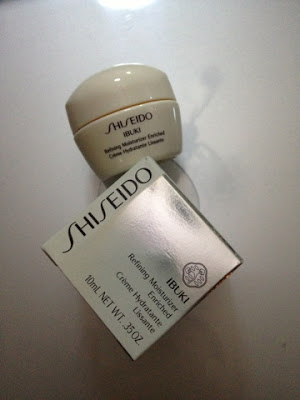 SHISEIDO
IBUKI
Refining Moisturizer Enriched
Crème Hydratante Lissante
SHISEIDO
IBUKI
Refining Moisturizer
Enriched
Crème Hydratante
Lissante
10mL NET WT. .35 OZ.